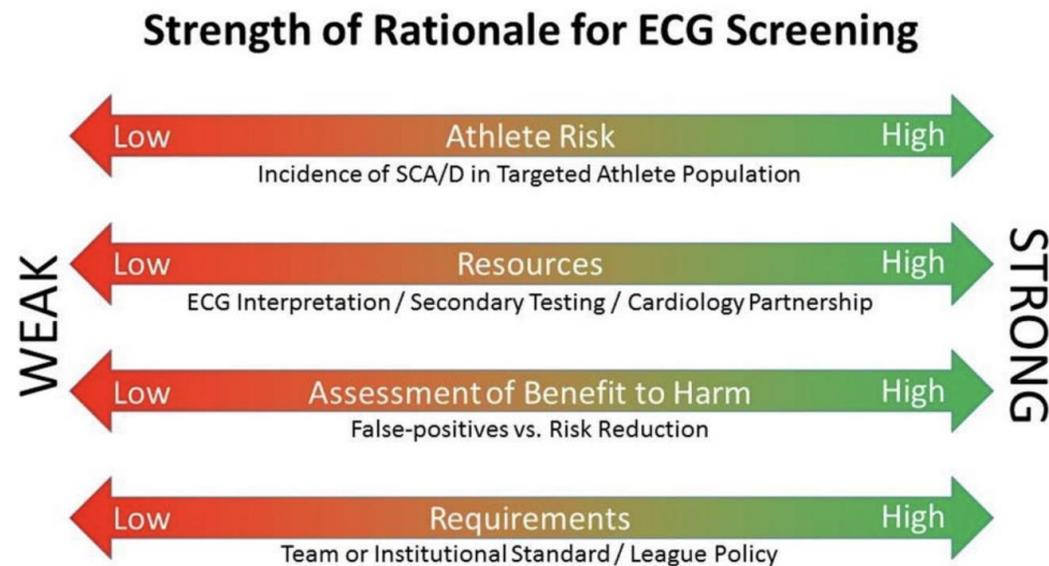 Strength of Rationale for ECG Screening
Low Athlete Risk High
Incidence of SCA/D in Targeted Athlete Population
WEAK
STRONG
Low Resources High
ECG Interpretation / Secondary Testing / Cardiology Partnership
Low Assessment of Benefit to Harm High
False-positives vs. Risk Reduction
Low Requirements High
Team or Institutional Standard / League Policy